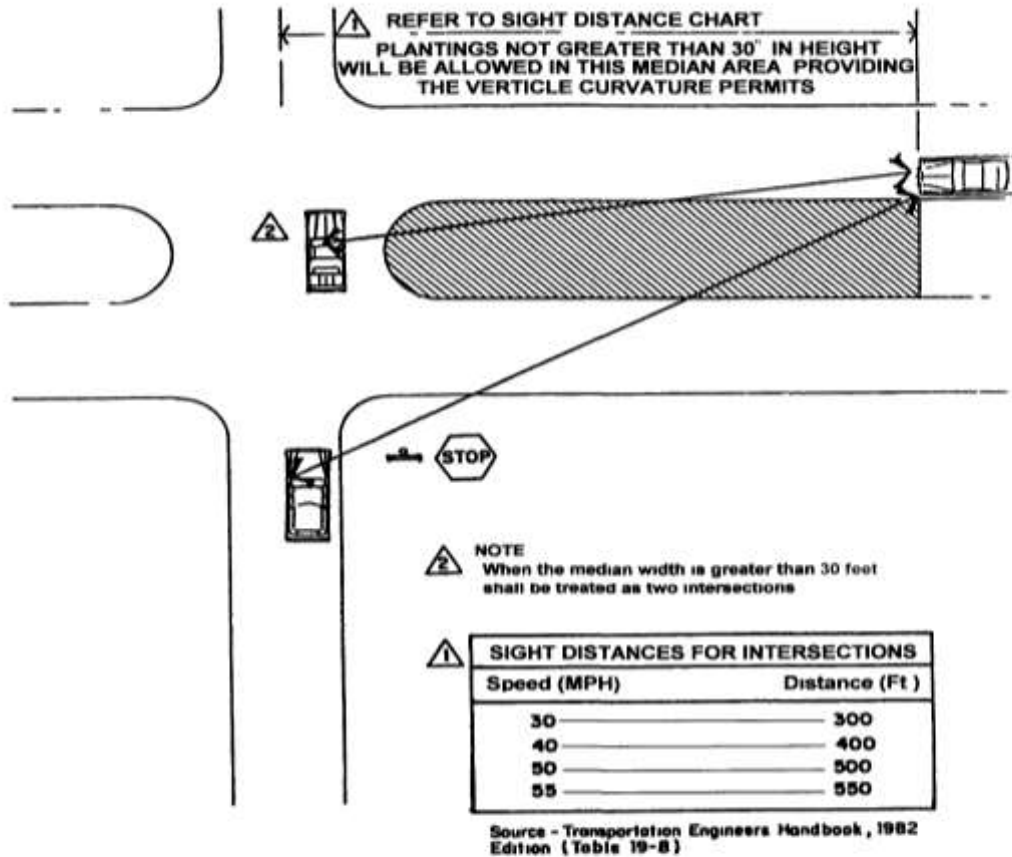 1 REFER TO SIGHT DISTANCE CHART
PLANTINGS NOT GREATER THAN 30" IN HEIGHT
WILL BE ALLOWED IN THIS MEDIAN AREA PROVIDING
THE VERTICLE CURVATURE PERMITS
2
STOP
2 NOTE
When the median width is greater than 30 feet
shall be treated as two intersections
1 SIGHT DISTANCES FOR INTERSECTIONS
Speed (MPH) Distance (Ft )
30 300
40 400
50 500
55 550
Source - Transportation Engineers Handbook, 1982
Edition (Table 19-8)